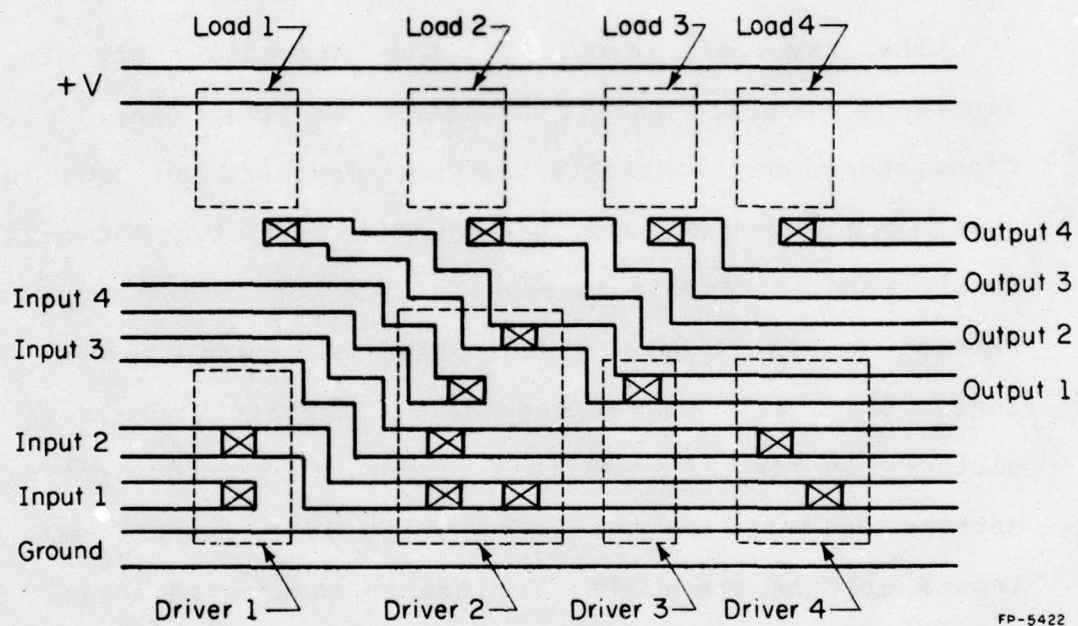 Load 1
Load 2
Load 3
Load 4
+V
Output 4
Output 3
Output 2
Output 1
Input 4
Input 3
Input 2
Input 1
Ground
Driver 1
Driver 2
Driver 3
Driver 4
FP-5422